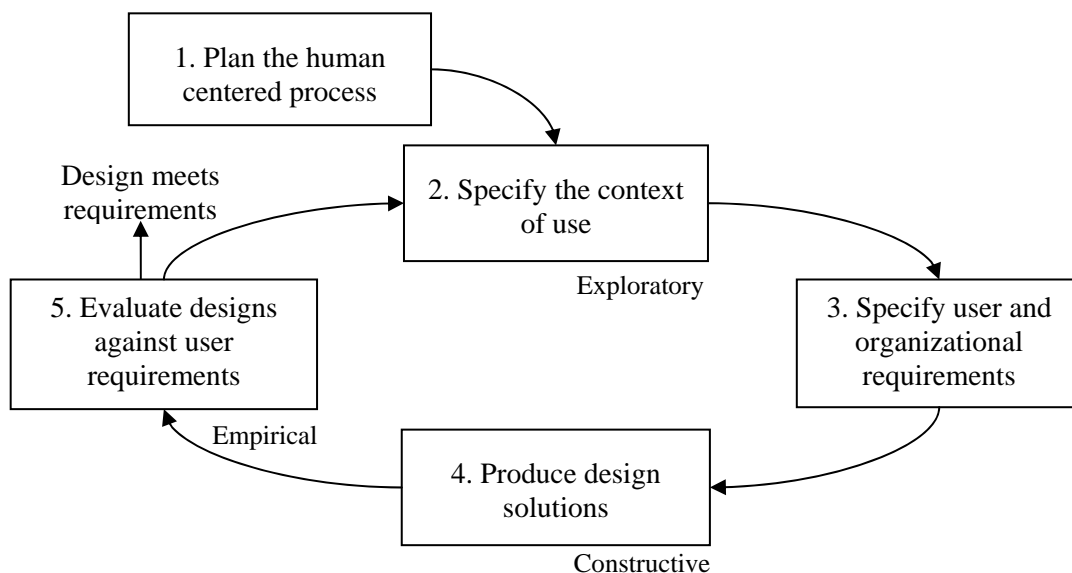 1. Plan the human
centered process
Design meets
requirements
2. Specify the context
of use
Exploratory
5. Evaluate designs
against user
requirements
3. Specify user and
organizational
requirements
Empirical
4. Produce design
solutions
Constructive